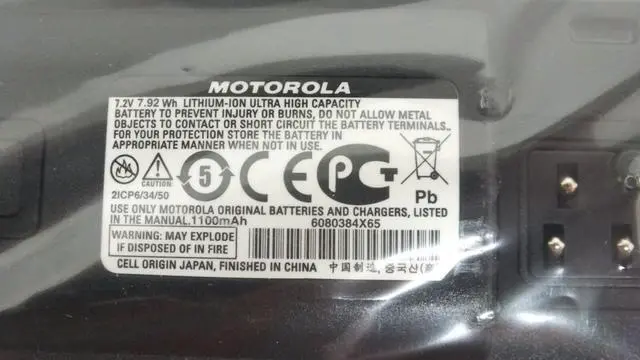 MOTOROLA
7.2V 7.92 Wh LITHIUM-ION ULTRA HIGH CAPACITY
BATTERY TO PREVENT INJURY OR BURNS, DO NOT ALLOW METAL
OBJECTS TO CONTACT OR SHORT CIRCUIT THE BATTERY TERMINALS.
FOR YOUR PROTECTION STORE THE BATTERY IN
APPROPRIATE MANNER WHEN NOT IN USE.
CAUTION:
5
CE
PCT
Pb
2ICP6/34/50
USE ONLY MOTOROLA ORIGINAL BATTERIES AND CHARGERS, LISTED
IN THE MANUAL.1100mAh
6080384X65
WARNING: MAY EXPLODE
IF DISPOSED OF IN FIRE
CELL ORIGIN JAPAN, FINISHED IN CHINA 中国制造, 중국산(